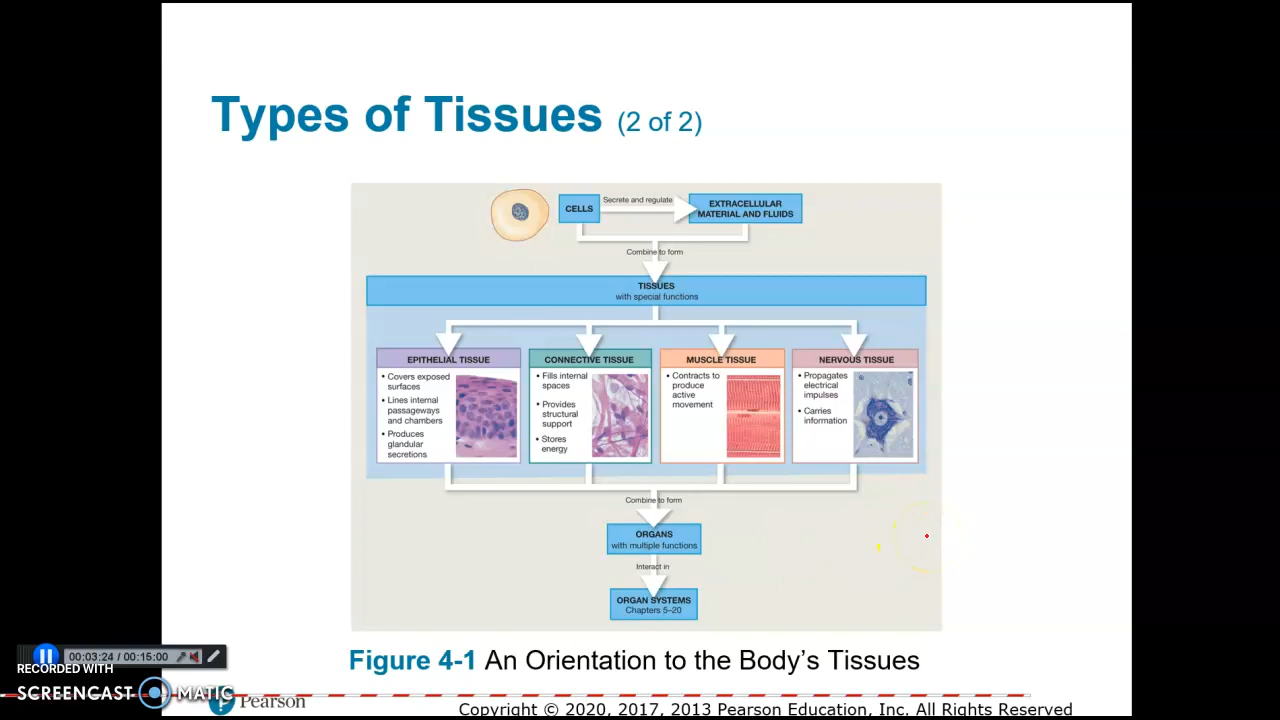 Types of Tissues (2 of 2)
CELLS
Secrete and regulate
EXTRACELLULAR
MATERIAL AND FLUIDS
Combine to form
TISSUES
with special functions
EPITHELIAL TISSUE
• Covers exposed
surfaces
• Lines internal
passageways
and chambers
• Produces
glandular
secretions
CONNECTIVE TISSUE
• Fills internal
spaces
• Provides
structural
support
• Stores
energy
MUSCLE TISSUE
• Contracts to
produce
active
movement
NERVOUS TISSUE
• Propagates
electrical
impulses
• Carries
information
Combine to form
ORGANS
with multiple functions
Interact in
ORGAN SYSTEMS
Chapters 5–20
Figure 4-1 An Orientation to the Body’s Tissues
00:03:24 / 00:15:00
RECORDED WITH
SCREENCAST MATIC
Pearson
Copyright © 2020, 2017, 2013 Pearson Education, Inc. All Rights Reserved